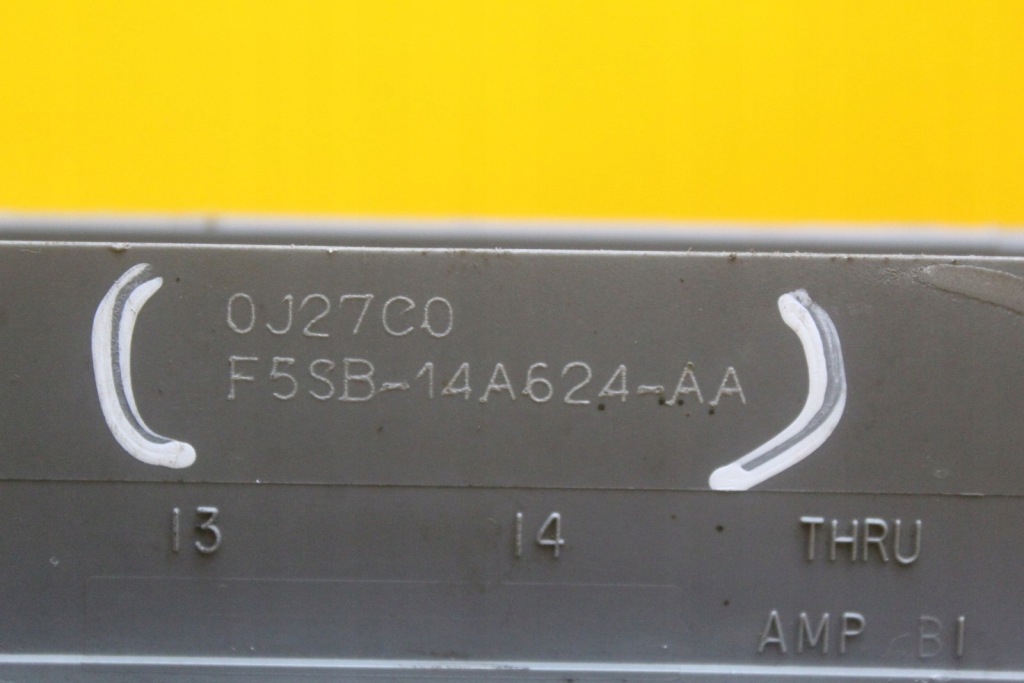 0J27C0
F5SB-14A624-AA
13 14 THRU
AMP B1